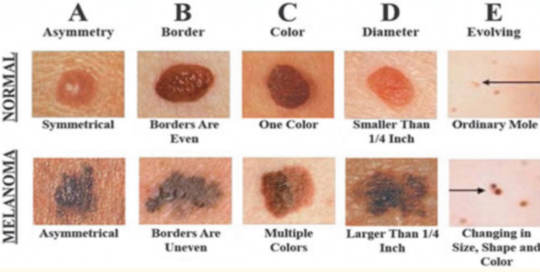 A B C D E
Asymmetry Border Color Diameter Evolving
NORMAL
Symmetrical Borders Are One Color Smaller Than Ordinary Mole
Even 1/4 Inch
MELANOMA
Asymmetrical Borders Are Multiple Larger Than 1/4 Changing in
Uneven Colors Inch Size, Shape and
Color